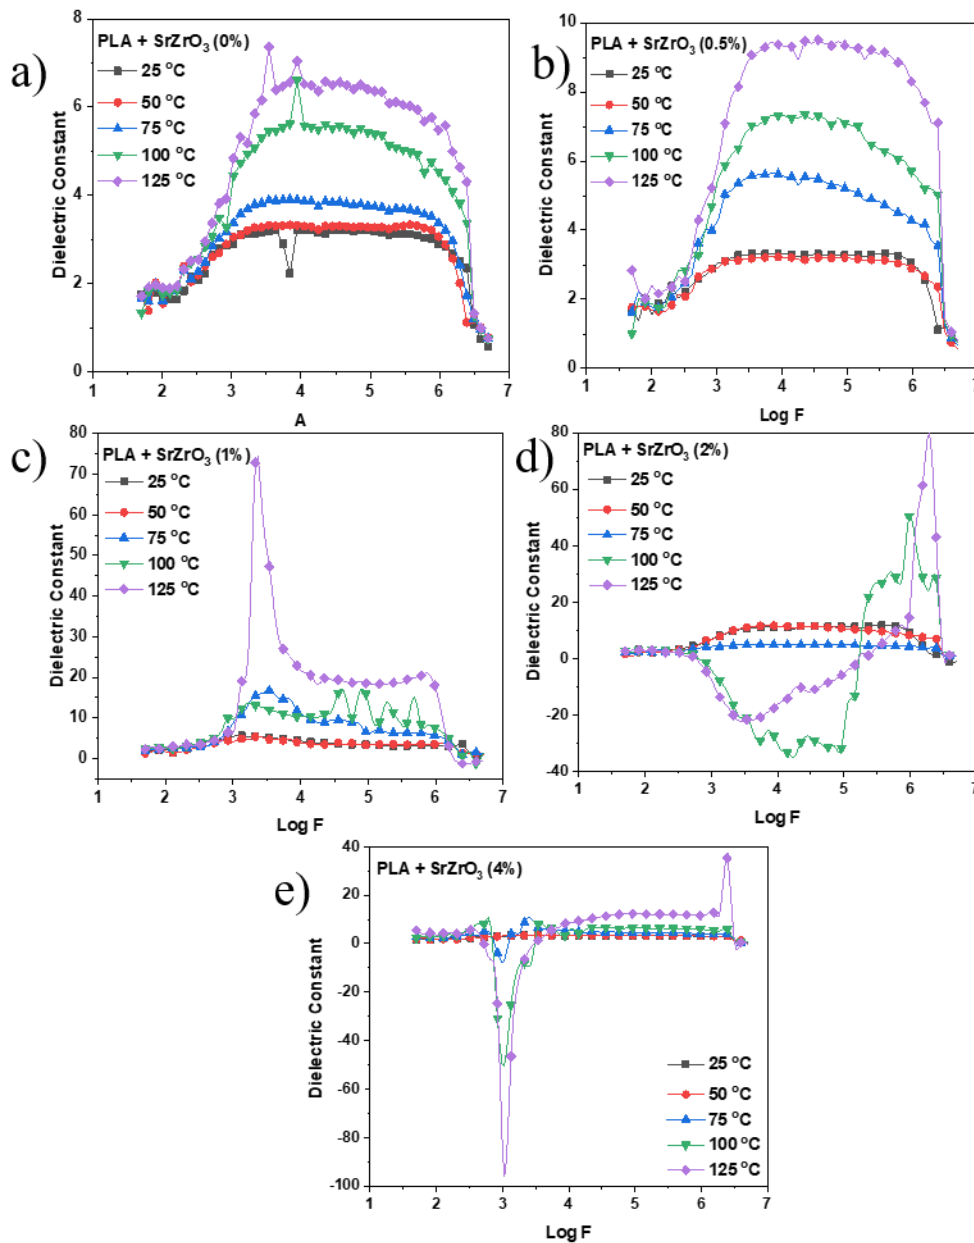 a)
PLA + SrZrO₃ (0%)
25 °C
50 °C
75 °C
100 °C
125 °C
Dielectric Constant
8
6
4
2
0
1 2 3 4 5 6 7
A
b)
PLA + SrZrO₃ (0.5%)
25 °C
50 °C
75 °C
100 °C
125 °C
Dielectric Constant
10
8
6
4
2
0
1 2 3 4 5 6 7
Log F
c)
PLA + SrZrO₃ (1%)
25 °C
50 °C
75 °C
100 °C
125 °C
Dielectric Constant
80
70
60
50
40
30
20
10
0
1 2 3 4 5 6 7
Log F
d)
PLA + SrZrO₃ (2%)
25 °C
50 °C
75 °C
100 °C
125 °C
Dielectric Constant
80
60
40
20
0
-20
-40
1 2 3 4 5 6 7
Log F
e)
PLA + SrZrO₃ (4%)
Dielectric Constant
40
20
0
-20
-40
-60
-80
-100
25 °C
50 °C
75 °C
100 °C
125 °C
1 2 3 4 5 6 7
Log F